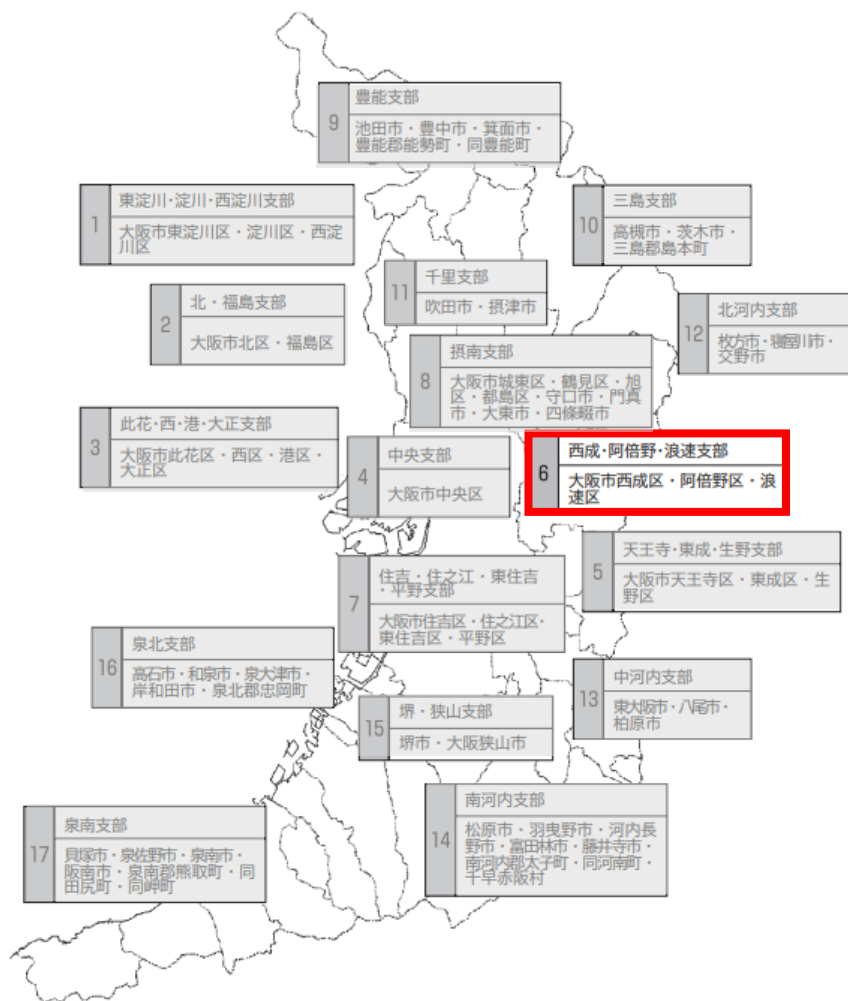 9
豊能支部
池田市・豊中市・箕面市・
豊能郡能勢町・同豊能町
1
東淀川・淀川・西淀川支部
大阪市東淀川区・淀川区・西淀
川区
10
三島支部
高槻市・茨木市・
三島郡島本町
11
千里支部
吹田市・摂津市
2
北・福島支部
大阪市北区・福島区
12
北河内支部
枚方市・寝屋川市・
交野市
8
摂南支部
大阪市城東区・鶴見区・旭
区・都島区・守口市・門真
市・大東市・四條畷市
3
此花・西・港・大正支部
大阪市此花区・西区・港区・
大正区
4
中央支部
大阪市中央区
6
西成・阿倍野・浪速支部
大阪市西成区・阿倍野区・浪
速区
5
天王寺・東成・生野支部
大阪市天王寺区・東成区・生
野区
7
住吉・住之江・東住吉
・平野支部
大阪市住吉区・住之江区・
東住吉区・平野区
16
泉北支部
高石市・和泉市・泉大津市・
岸和田市・泉北郡忠岡町
13
中河内支部
東大阪市・八尾市・
柏原市
15
堺・狭山支部
堺市・大阪狭山市
14
南河内支部
松原市・羽曳野市・河内長
野市・富田林市・藤井寺市・
南河内郡太子町・同河南町・
千早赤阪村
17
泉南支部
貝塚市・泉佐野市・泉南市・
阪南市・泉南郡熊取町・同
田尻町・同岬町